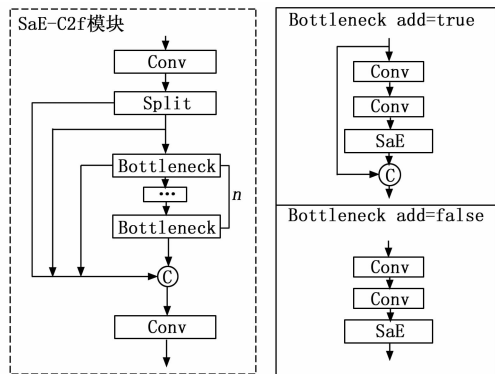 SaE-C2f模块
Conv
Split
Bottleneck
...
n
Bottleneck
C
Conv
Bottleneck add=true
Conv
Conv
SaE
C
Bottleneck add=false
Conv
Conv
SaE